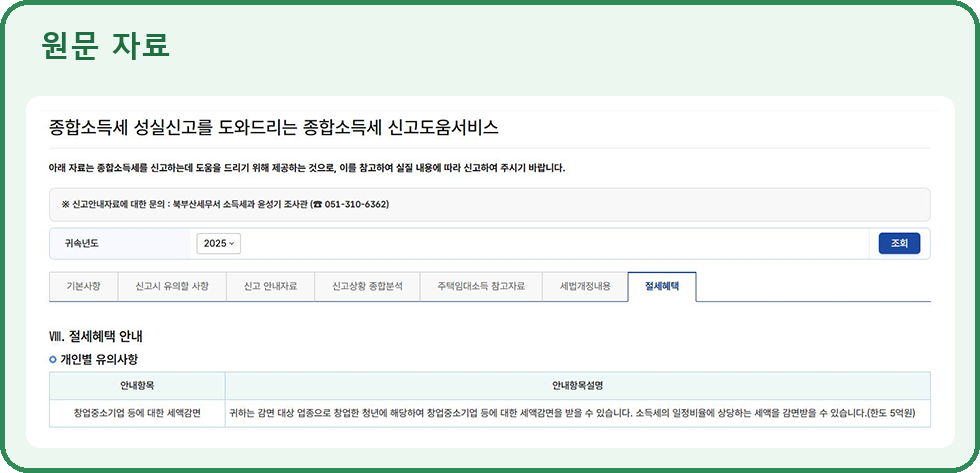 원문 자료
종합소득세 성실신고를 도와드리는 종합소득세 신고도움서비스
아래 자료는 종합소득세를 신고하는데 도움을 드리기 위해 제공하는 것으로, 이를 참고하여 실질 내용에 따라 신고하여 주시기 바랍니다.
※ 신고안내자료에 대한 문의 : 북부산세무서 소득세과 윤성기 조사관 (☎ 051-310-6362)
귀속년도 2025 조회
기본사항 신고시 유의할 사항 신고 안내자료 신고상황 종합분석 주택임대소득 참고자료 세법개정내용 절세혜택
Ⅷ. 절세혜택 안내
개인별 유의사항
안내항목 안내항목설명
창업중소기업 등에 대한 세액감면 귀하는 감면 대상 업종으로 창업한 청년에 해당하여 창업중소기업 등에 대한 세액감면을 받을 수 있습니다. 소득세의 일정비율에 상당하는 세액을 감면받을 수 있습니다.(한도 5억원)